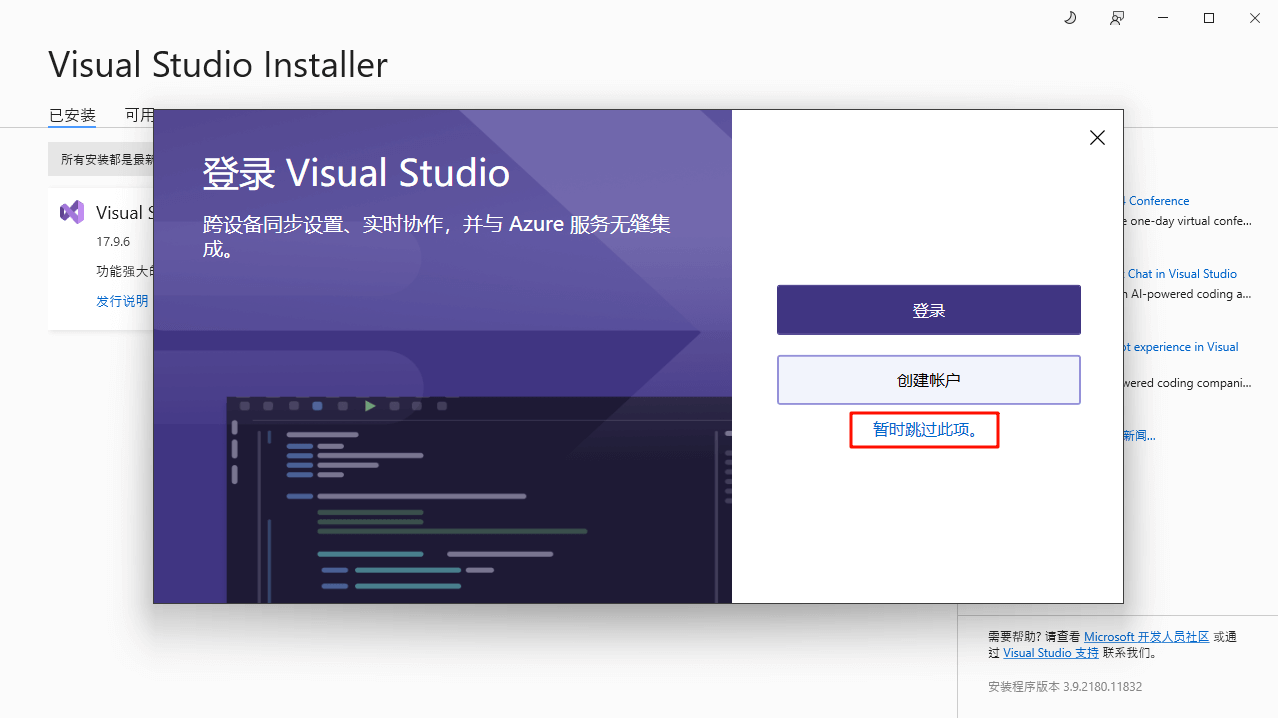 Visual Studio Installer
已安装
可用
所有安装都是最新
Visual S
17.9.6
功能强大的
发行说明
登录 Visual Studio
跨设备同步设置、实时协作，并与 Azure 服务无缝集
成。
登录
创建帐户
暂时跳过此项。
Conference
e one-day virtual confe...
Chat in Visual Studio
n AI-powered coding a...
ot experience in Visual
wered coding compani...
新闻...
需要帮助? 请查看 Microsoft 开发人员社区 或通
过 Visual Studio 支持 联系我们。
安装程序版本 3.9.2180.11832